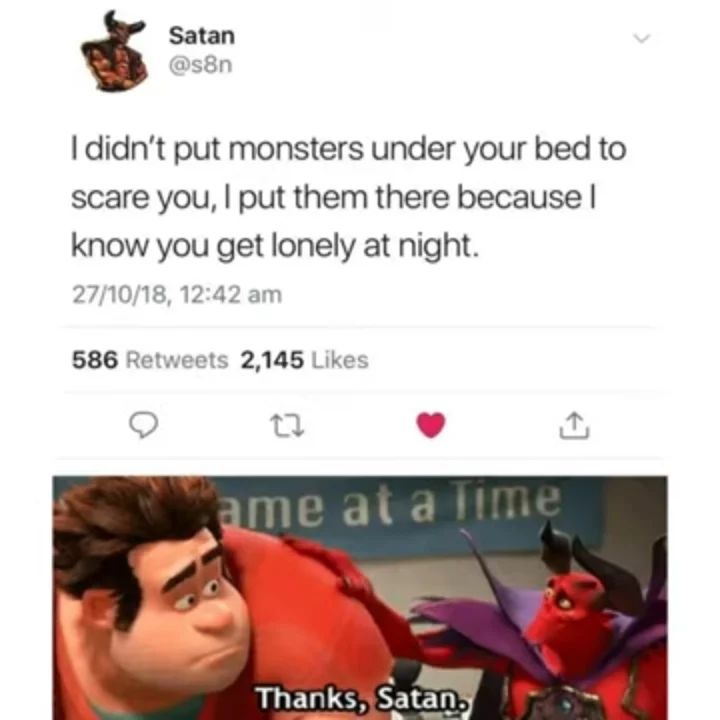 Satan
@s8n
I didn't put monsters under your bed to
scare you, I put them there because I
know you get lonely at night.
27/10/18, 12:42 am
586 Retweets 2,145 Likes
ame at a Time
Thanks, Satan.